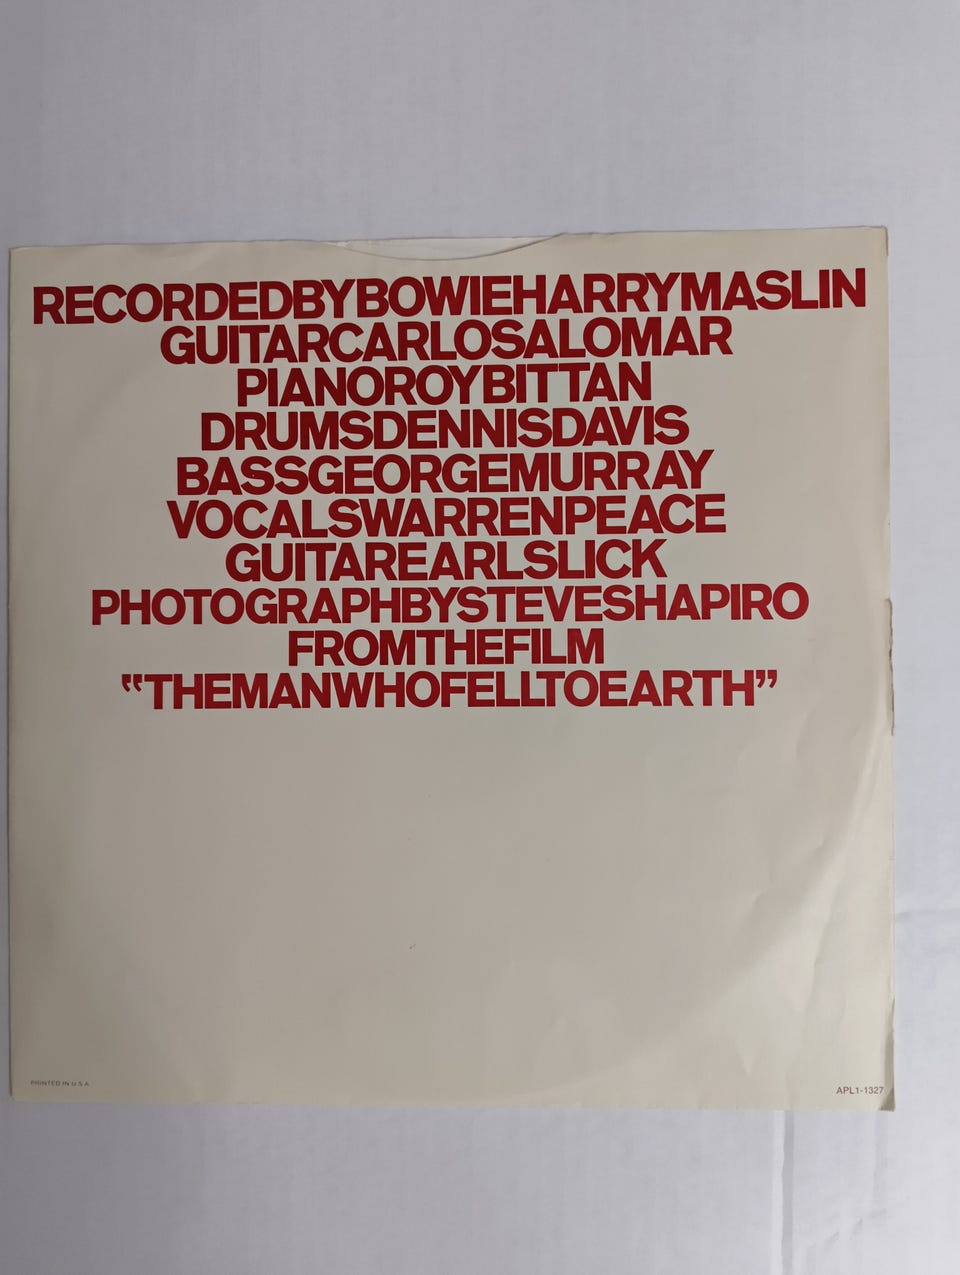 RECORDEDBYBOWIEHARRYMASLIN
GUITARCARLOSALOMAR
PIANOROYBITTAN
DRUMSDENNISDAVIS
BASSGEORGEMURRAY
VOCALSWARRENPEACE
GUITAREARLSLICK
PHOTOGRAPHBYSTEVESHAPIRO
FROMTHEFILM
“THEMANWHOFELLTOEARTH”
PRINTED IN U S A
APL1-1327